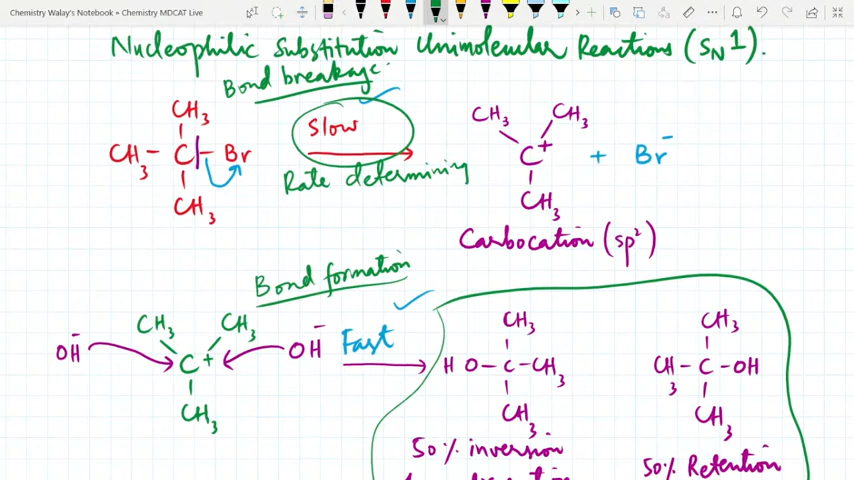 Chemistry Walay's Notebook » Chemistry MDCAT Live
Nucleophilic Substitution Unimolecular Reactions (SN1).
Bond breakage
CH3
CH3 - C - Br
CH3
Slow
Rate determining
CH3 CH3
C+
CH3
+ Br-
Carbocation (sp²)
Bond formation
CH3 CH3
OH- C+ OH-
CH3
Fast
CH3
HO-C-CH3
CH3
CH3
CH3-C-OH
CH3
50% inversion
50% Retention